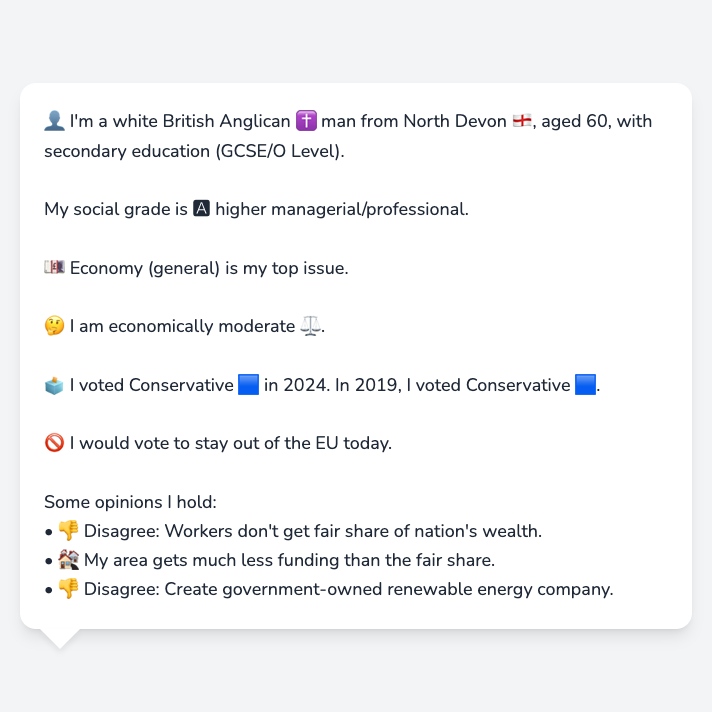 👤 I'm a white British Anglican ✝️ man from North Devon 🏴󠁧󠁢󠁥󠁮󠁧󠁿, aged 60, with
secondary education (GCSE/O Level).
My social grade is 🅰 higher managerial/professional.
💷 Economy (general) is my top issue.
🤔 I am economically moderate ⚖️.
🗳️ I voted Conservative 🟦 in 2024. In 2019, I voted Conservative 🟦.
🚫 I would vote to stay out of the EU today.
Some opinions I hold:
• 👎 Disagree: Workers don't get fair share of nation's wealth.
• 🏘️ My area gets much less funding than the fair share.
• 👎 Disagree: Create government-owned renewable energy company.